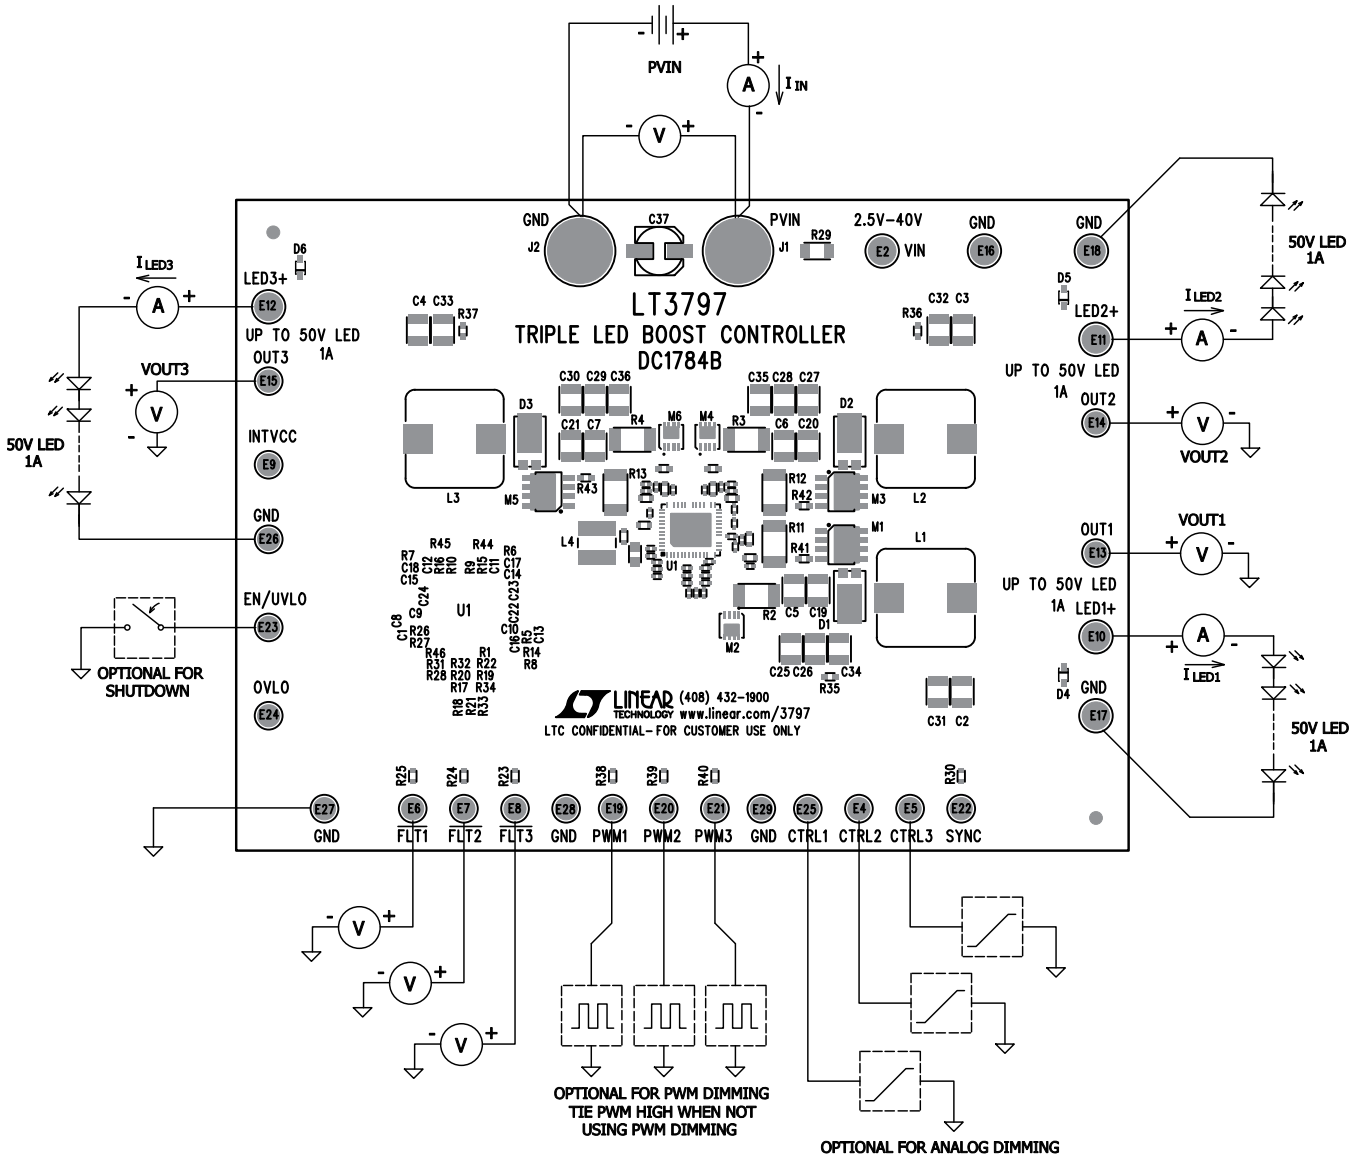 - +
PVIN
+
A
I IN
-
- V +
GND
J2
C37
PVIN
J1
R29
2.5V-40V
E2
VIN
GND
E16
GND
E18
50V LED
1A
D6
I LED3
LED3+
- A +
E12
UP TO 50V LED
1A
OUT3
E15
VOUT3
+
V
-
50V LED
1A
INTVCC
E9
GND
E26
EN/UVLO
E23
OPTIONAL FOR
SHUTDOWN
OVLO
E24
LT3797
TRIPLE LED BOOST CONTROLLER
DC1784B
C4 C33
R37
R36
C32 C3
D5
LED2+
E11
I LED2
+ A -
UP TO 50V LED
1A
OUT2
E14
+ V -
VOUT2
OUT1
E13
VOUT1
+ V -
UP TO 50V LED
1A
LED1+
E10
+ A -
I LED1
D4
GND
E17
50V LED
1A
C30 C29 C36
C35 C28 C27
D3
C21 C7
R4
M6 M4
R3
C6 C20
D2
L3
M5
R43
R13
R12
R42
M3
L2
L4
U1
R11
R41
M1
L1
R2
C5 C19
D1
M2
C25 C26 C34
R35
C31 C2
R45
R44
R7
C18
C15
C12
R16
R10
R9
R15
C11
R6
C17
C14
C24
C23
C9
U1
C22
C8
C1
R26
R27
C10
C16
R5
C13
R14
R8
R46
R31
R28
R32
R20
R17
R1
R22
R19
R34
R18
R21
R33
LINEAR
TECHNOLOGY
(408) 432-1900
www.linear.com/3797
LTC CONFIDENTIAL-FOR CUSTOMER USE ONLY
R25
R24
R23
R38
R39
R40
R30
E27 E6 E7 E8 E28 E19 E20 E21 E29 E25 E4 E5 E22
GND FLT1 FLT2 FLT3 GND PWM1 PWM2 PWM3 GND CTRL1 CTRL2 CTRL3 SYNC
- V +
- V +
- V +
OPTIONAL FOR PWM DIMMING
TIE PWM HIGH WHEN NOT
USING PWM DIMMING
OPTIONAL FOR ANALOG DIMMING